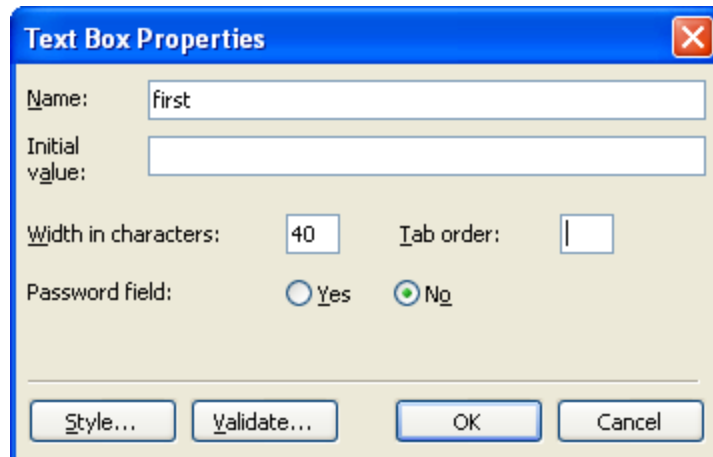 Text Box Properties
Name: first
Initial
value:
Width in characters: 40 Tab order:
Password field: Yes No
Style... Validate... OK Cancel